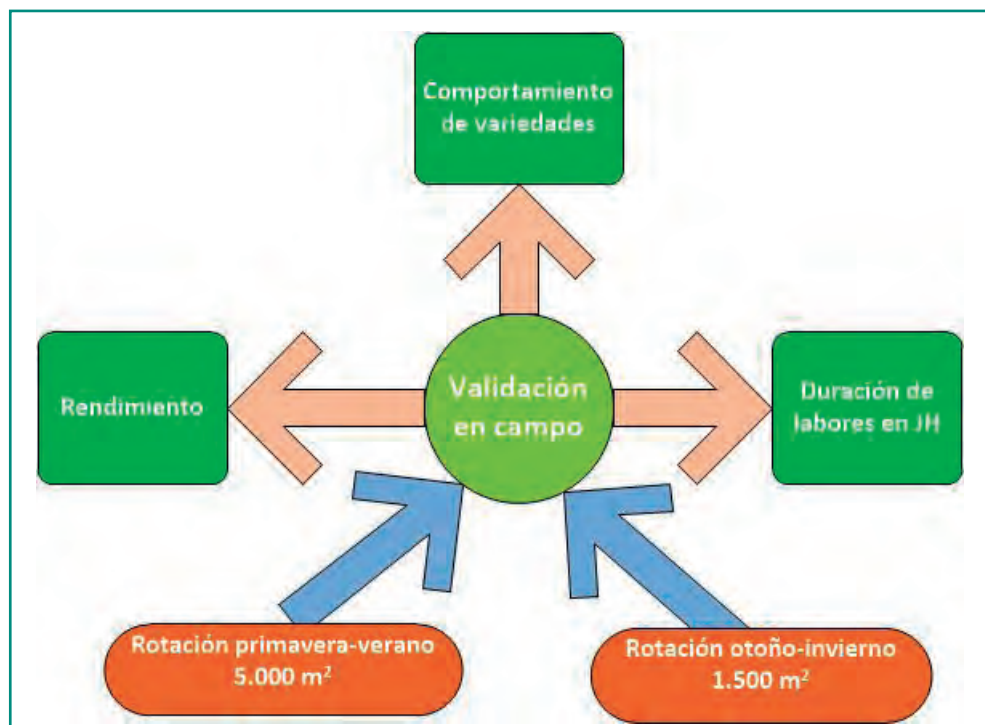 Comportamiento
de variedades
Rendimiento
Validación
en campo
Duración de
labores en JH
Rotación primavera-verano
5.000 m²
Rotación otoño-invierno
1.500 m²